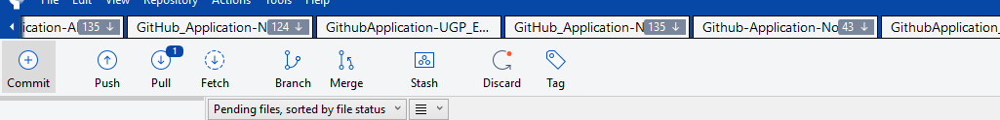 File Edit View Repository Actions Tools Help
ication-A 135 GitHub_Application-N 124 GithubApplication-UGP_E... GitHub_Application-N 135 Github-Application-No 43 GithubApplication_
1
Commit Push Pull Fetch Branch Merge Stash Discard Tag
Pending files, sorted by file status